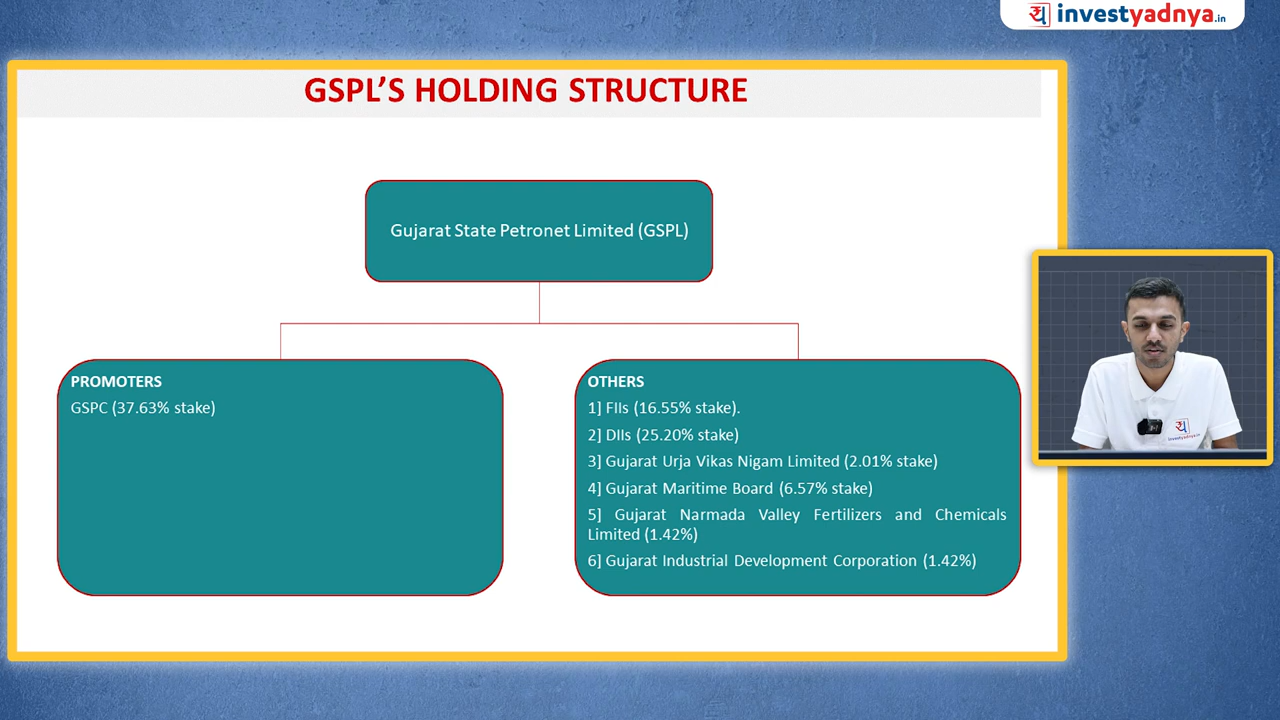 investyadnya.in
GSPL'S HOLDING STRUCTURE
Gujarat State Petronet Limited (GSPL)
PROMOTERS
GSPC (37.63% stake)
OTHERS
1] FIIs (16.55% stake).
2] DIIs (25.20% stake)
3] Gujarat Urja Vikas Nigam Limited (2.01% stake)
4] Gujarat Maritime Board (6.57% stake)
5] Gujarat Narmada Valley Fertilizers and Chemicals
Limited (1.42%)
6] Gujarat Industrial Development Corporation (1.42%)
investyadnya.in